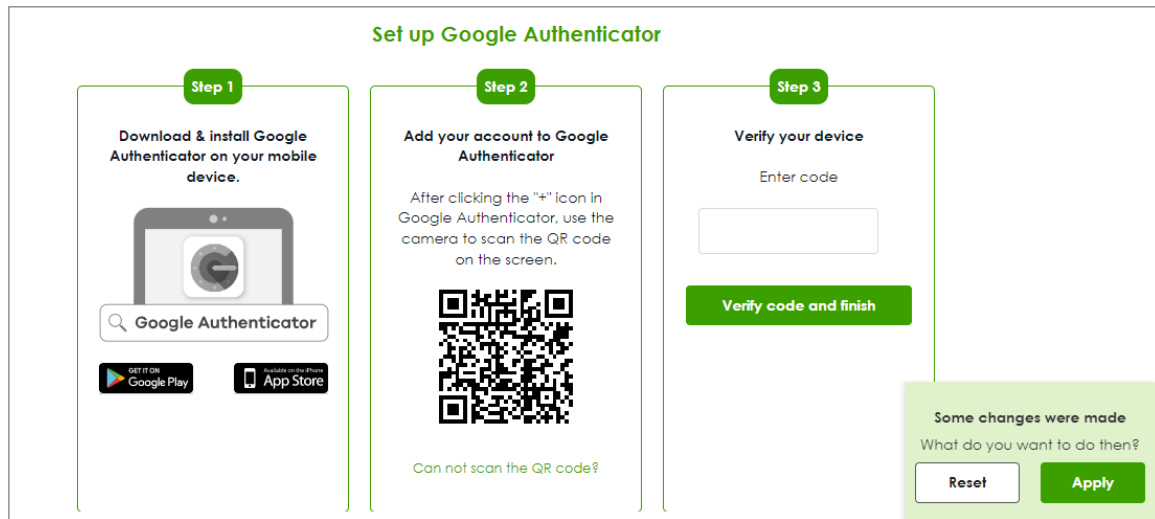 Set up Google Authenticator
Step 1
Download & install Google
Authenticator on your mobile
device.
Google Authenticator
GET IT ON
Google Play
Available on the iPhone
App Store
Step 2
Add your account to Google
Authenticator
After clicking the "+" icon in
Google Authenticator, use the
camera to scan the QR code
on the screen.
Can not scan the QR code?
Step 3
Verify your device
Enter code
Verify code and finish
Some changes were made
What do you want to do then?
Reset
Apply